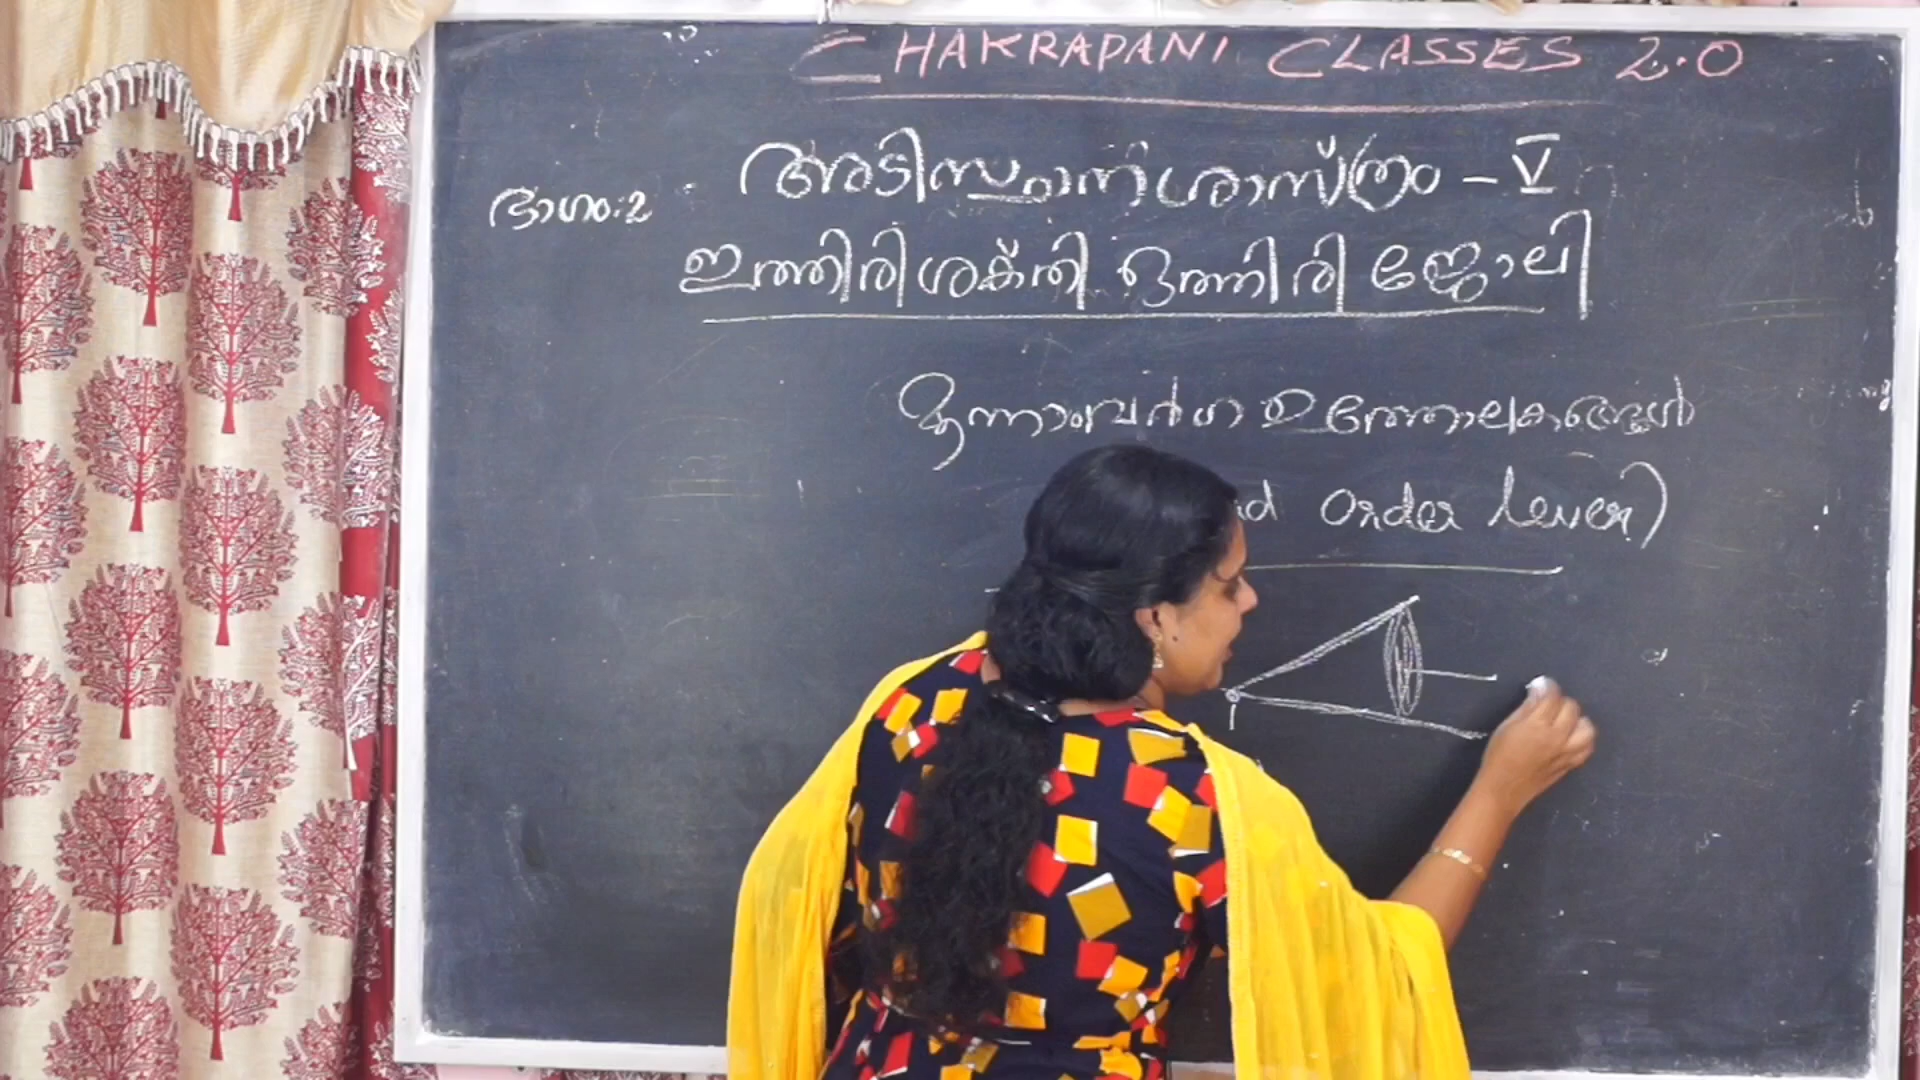 CHAKRAPANI CLASSES 2.0
ഭാഗം:2
അടിസ്ഥാനശാസ്ത്രം - V
ഇത്തിരി ശക്തി ഒത്തിരി ജോലി
മൂന്നാംവർഗ ഉത്തോലകങ്ങൾ
Order lever)